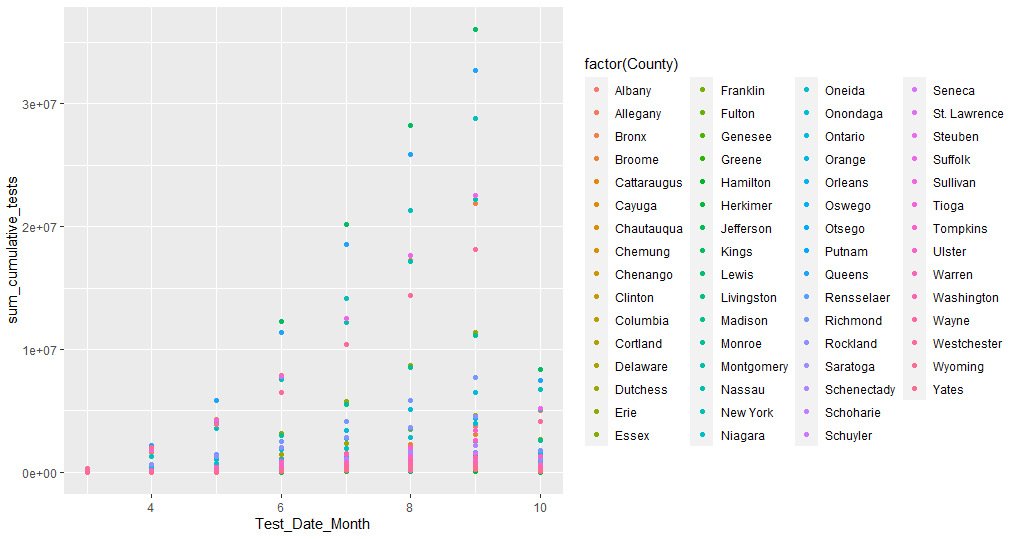 sum_cumulative_tests
3e+07
2e+07
1e+07
0e+00
4
6
8
10
Test_Date_Month
factor(County)
Albany
Allegany
Bronx
Broome
Cattaraugus
Cayuga
Chautauqua
Chemung
Chenango
Clinton
Columbia
Cortland
Delaware
Dutchess
Erie
Essex
Franklin
Fulton
Genesee
Greene
Hamilton
Herkimer
Jefferson
Kings
Lewis
Livingston
Madison
Monroe
Montgomery
Nassau
New York
Niagara
Oneida
Onondaga
Ontario
Orange
Orleans
Oswego
Otsego
Putnam
Queens
Rensselaer
Richmond
Rockland
Saratoga
Schenectady
Schoharie
Schuyler
Seneca
St. Lawrence
Steuben
Suffolk
Sullivan
Tioga
Tompkins
Ulster
Warren
Washington
Wayne
Westchester
Wyoming
Yates